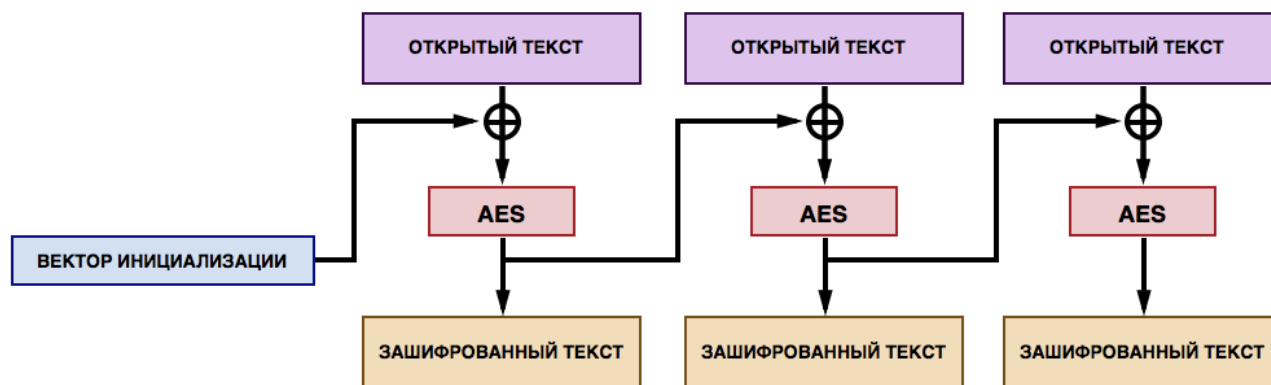 ОТКРЫТЫЙ ТЕКСТ
ОТКРЫТЫЙ ТЕКСТ
ОТКРЫТЫЙ ТЕКСТ
AES
AES
AES
ВЕКТОР ИНИЦИАЛИЗАЦИИ
ЗАШИФРОВАННЫЙ ТЕКСТ
ЗАШИФРОВАННЫЙ ТЕКСТ
ЗАШИФРОВАННЫЙ ТЕКСТ